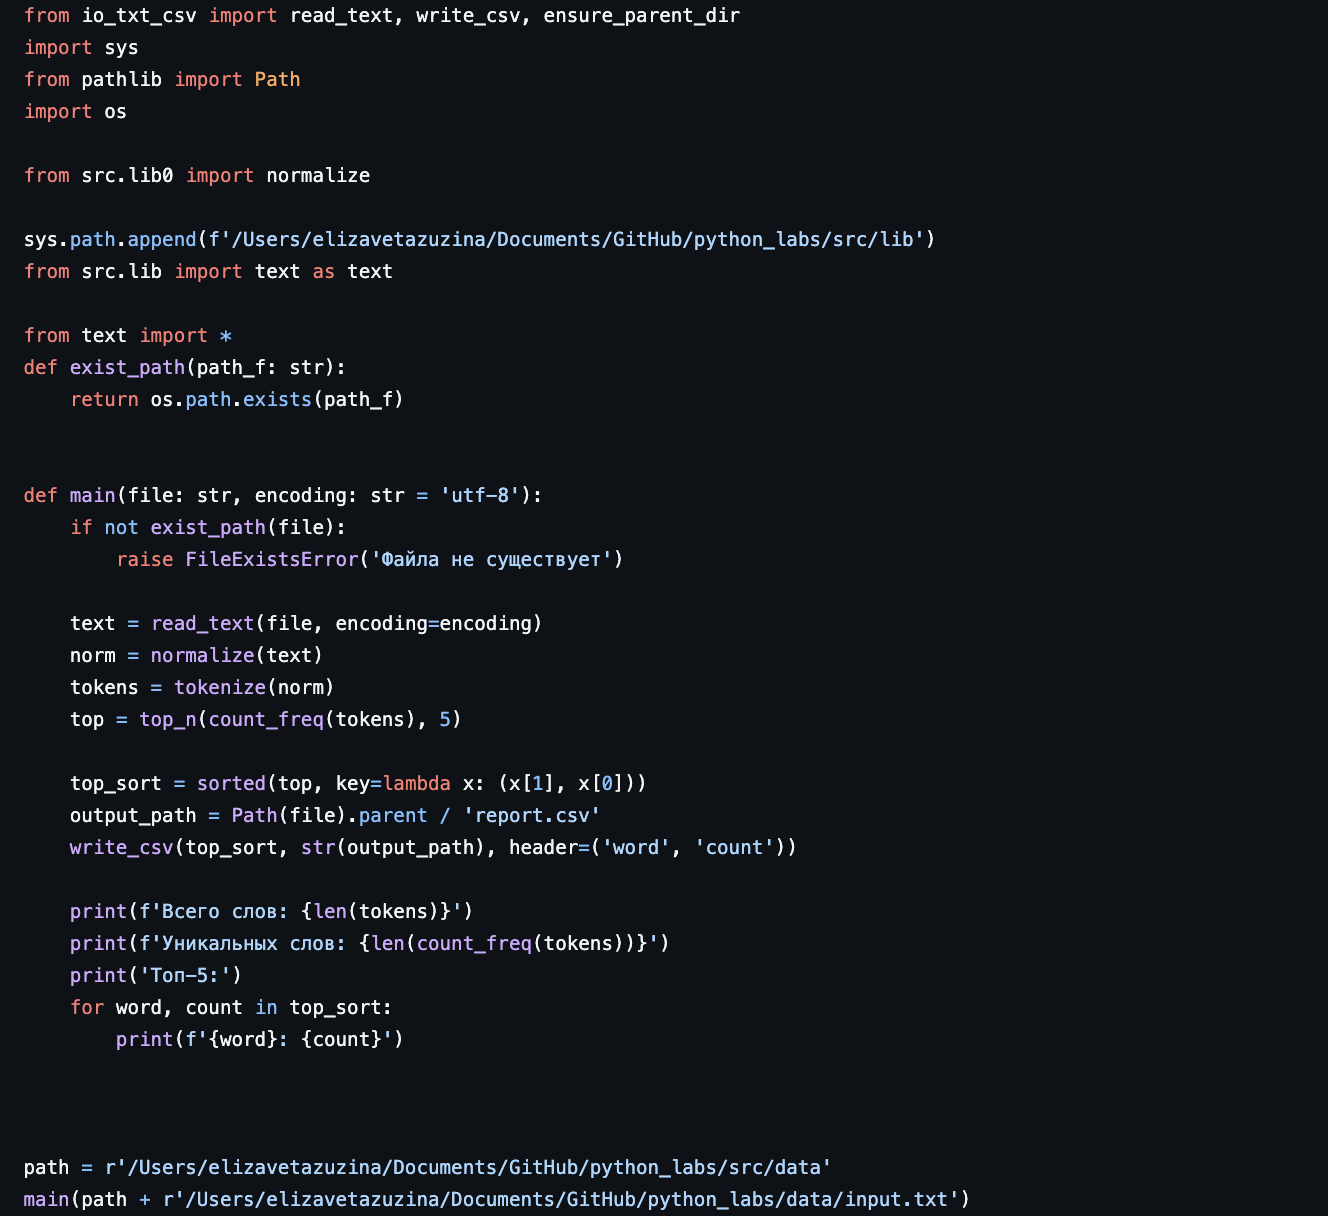 from io_txt_csv import read_text, write_csv, ensure_parent_dir
import sys
from pathlib import Path
import os

from src.lib0 import normalize

sys.path.append(f'/Users/elizavetazuzina/Documents/GitHub/python_labs/src/lib')
from src.lib import text as text

from text import *
def exist_path(path_f: str):
    return os.path.exists(path_f)


def main(file: str, encoding: str = 'utf-8'):
    if not exist_path(file):
        raise FileExistsError('Файла не существует')

    text = read_text(file, encoding=encoding)
    norm = normalize(text)
    tokens = tokenize(norm)
    top = top_n(count_freq(tokens), 5)

    top_sort = sorted(top, key=lambda x: (x[1], x[0]))
    output_path = Path(file).parent / 'report.csv'
    write_csv(top_sort, str(output_path), header=('word', 'count'))

    print(f'Всего слов: {len(tokens)}')
    print(f'Уникальных слов: {len(count_freq(tokens))}')
    print('Топ-5:')
    for word, count in top_sort:
        print(f'{word}: {count}')



path = r'/Users/elizavetazuzina/Documents/GitHub/python_labs/src/data'
main(path + r'/Users/elizavetazuzina/Documents/GitHub/python_labs/data/input.txt')